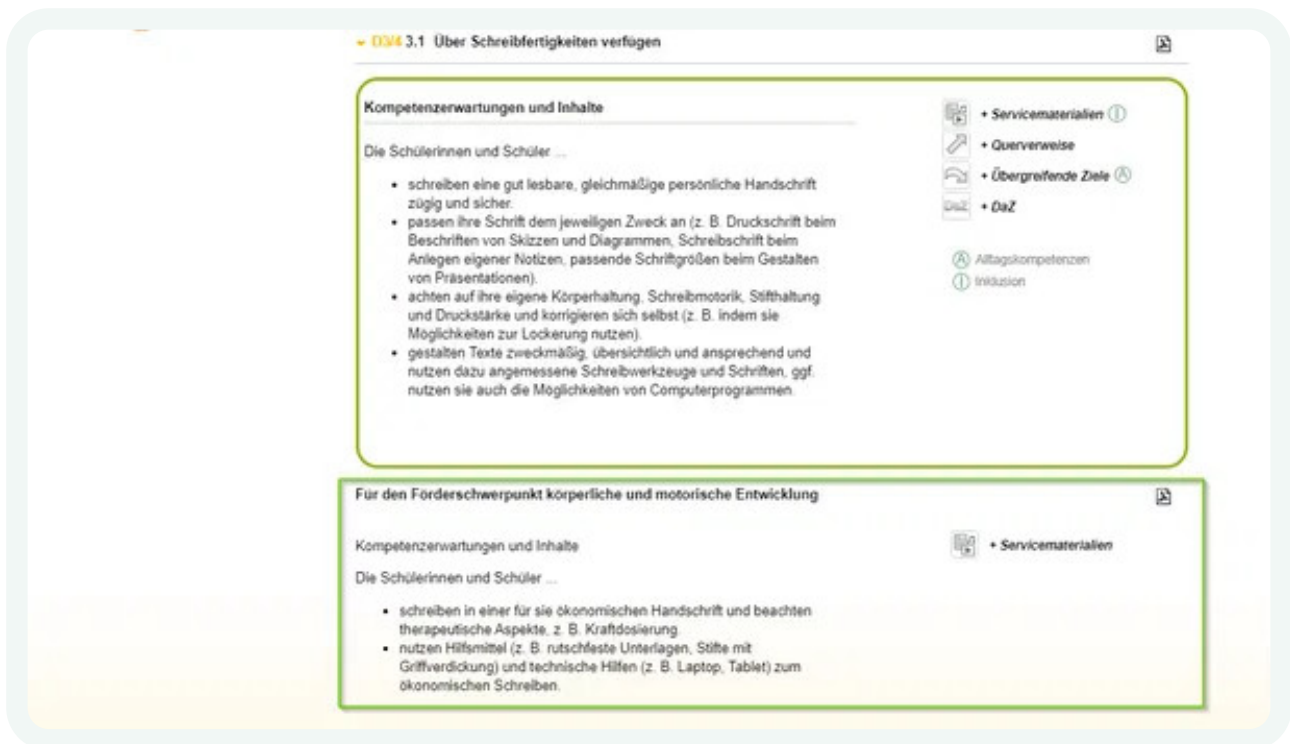 D3/4 3.1 Über Schreibfertigkeiten verfügen
Kompetenzerwartungen und Inhalte
Die Schülerinnen und Schüler ...
• schreiben eine gut lesbare, gleichmäßige persönliche Handschrift
zügig und sicher.
• passen ihre Schrift dem jeweiligen Zweck an (z. B. Druckschrift beim
Beschriften von Skizzen und Diagrammen, Schreibschrift beim
Anlegen eigener Notizen, passende Schriftgrößen beim Gestalten
von Präsentationen).
• achten auf ihre eigene Körperhaltung, Schreibmotorik, Stifthaltung
und Druckstärke und korrigieren sich selbst (z. B. indem sie
Möglichkeiten zur Lockerung nutzen).
• gestalten Texte zweckmäßig, übersichtlich und ansprechend und
nutzen dazu angemessene Schreibwerkzeuge und Schriften, ggf.
nutzen sie auch die Möglichkeiten von Computerprogrammen.
+ Servicematerialien I
+ Querverweise
+ Übergreifende Ziele A
DaZ + DaZ
A Alltagskompetenzen
I Inklusion
Für den Förderschwerpunkt körperliche und motorische Entwicklung
Kompetenzerwartungen und Inhalte
+ Servicematerialien
Die Schülerinnen und Schüler ...
• schreiben in einer für sie ökonomischen Handschrift und beachten
therapeutische Aspekte, z. B. Kraftdosierung.
• nutzen Hilfsmittel (z. B. rutschfeste Unterlagen, Stifte mit
Griffverdickung) und technische Hilfen (z. B. Laptop, Tablet) zum
ökonomischen Schreiben.